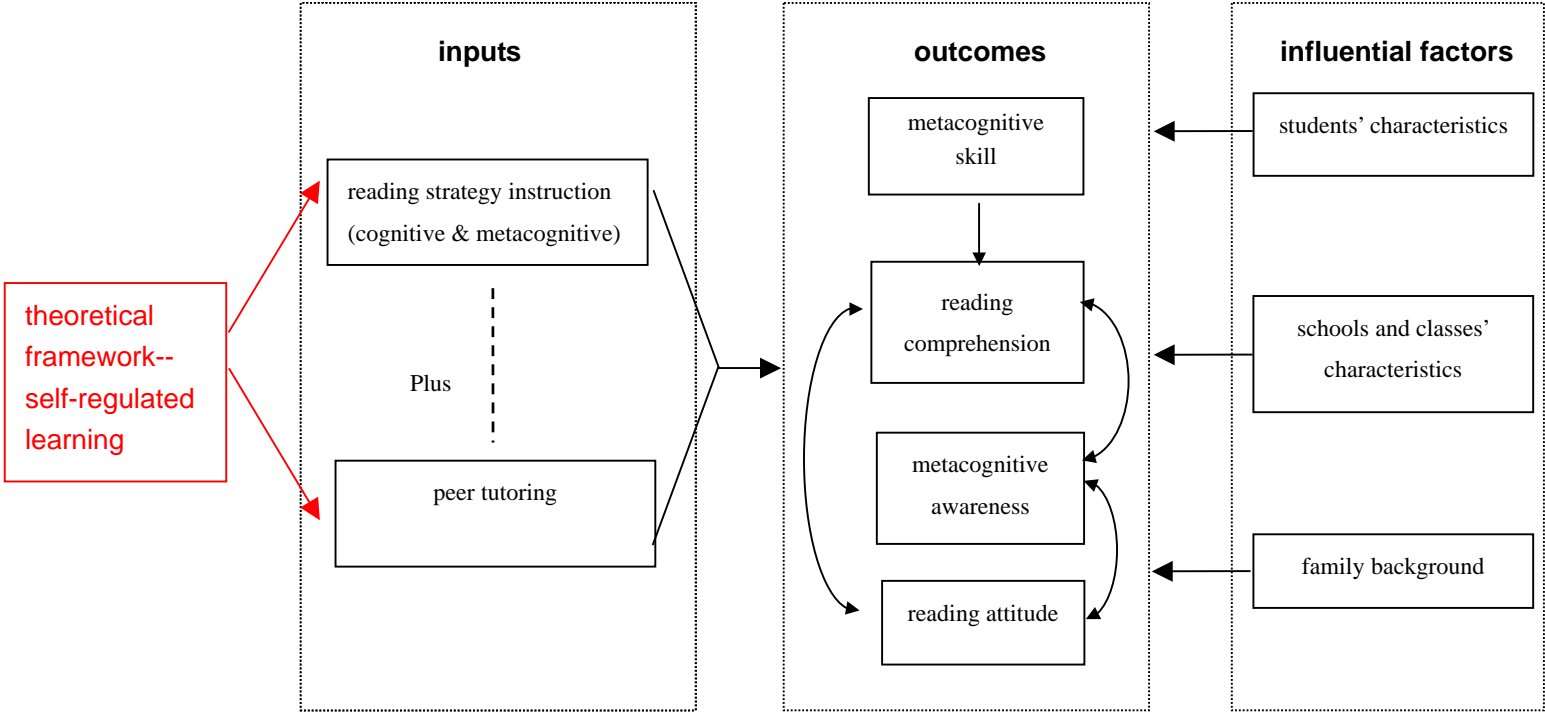 inputs
outcomes
influential factors
theoretical
framework--
self-regulated
learning
reading strategy instruction
(cognitive & metacognitive)
Plus
peer tutoring
metacognitive
skill
reading
comprehension
metacognitive
awareness
reading attitude
students’ characteristics
schools and classes’
characteristics
family background